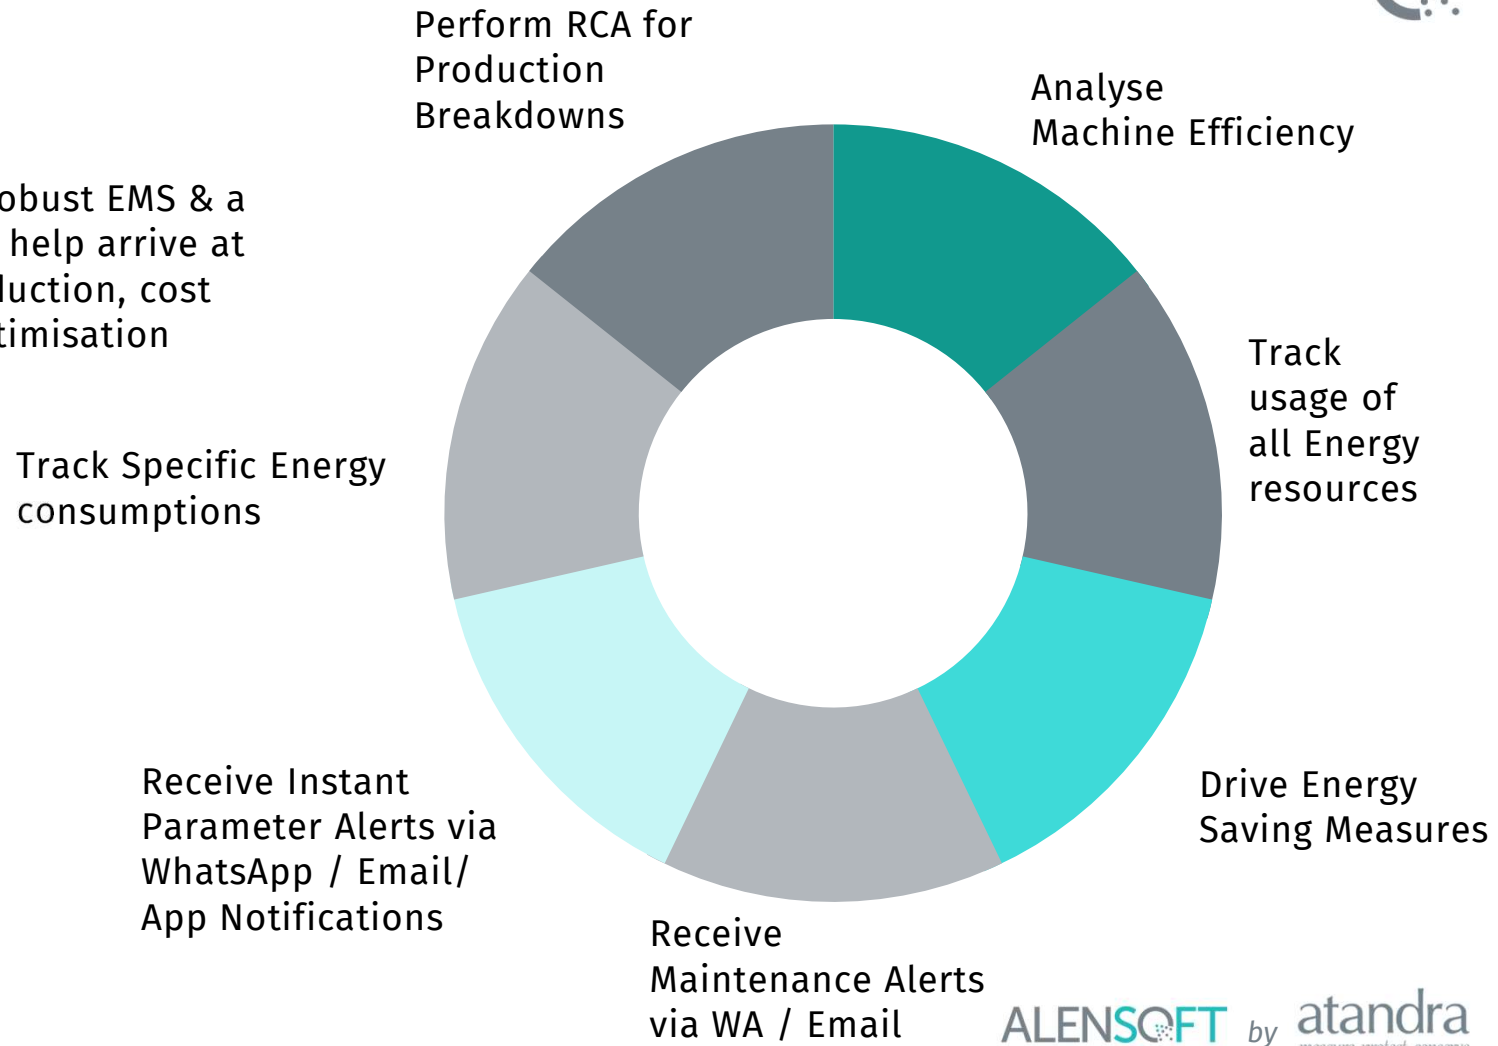 Perform RCA for
Production
Breakdowns
Analyse
Machine Efficiency
obust EMS & a
help arrive at
luction, cost
timisation
Track
usage of
all Energy
resources
Track Specific Energy
consumptions
Receive Instant
Parameter Alerts via
WhatsApp / Email/
App Notifications
Drive Energy
Saving Measures
Receive
Maintenance Alerts
via WA / Email
ALENSOFT by atandra